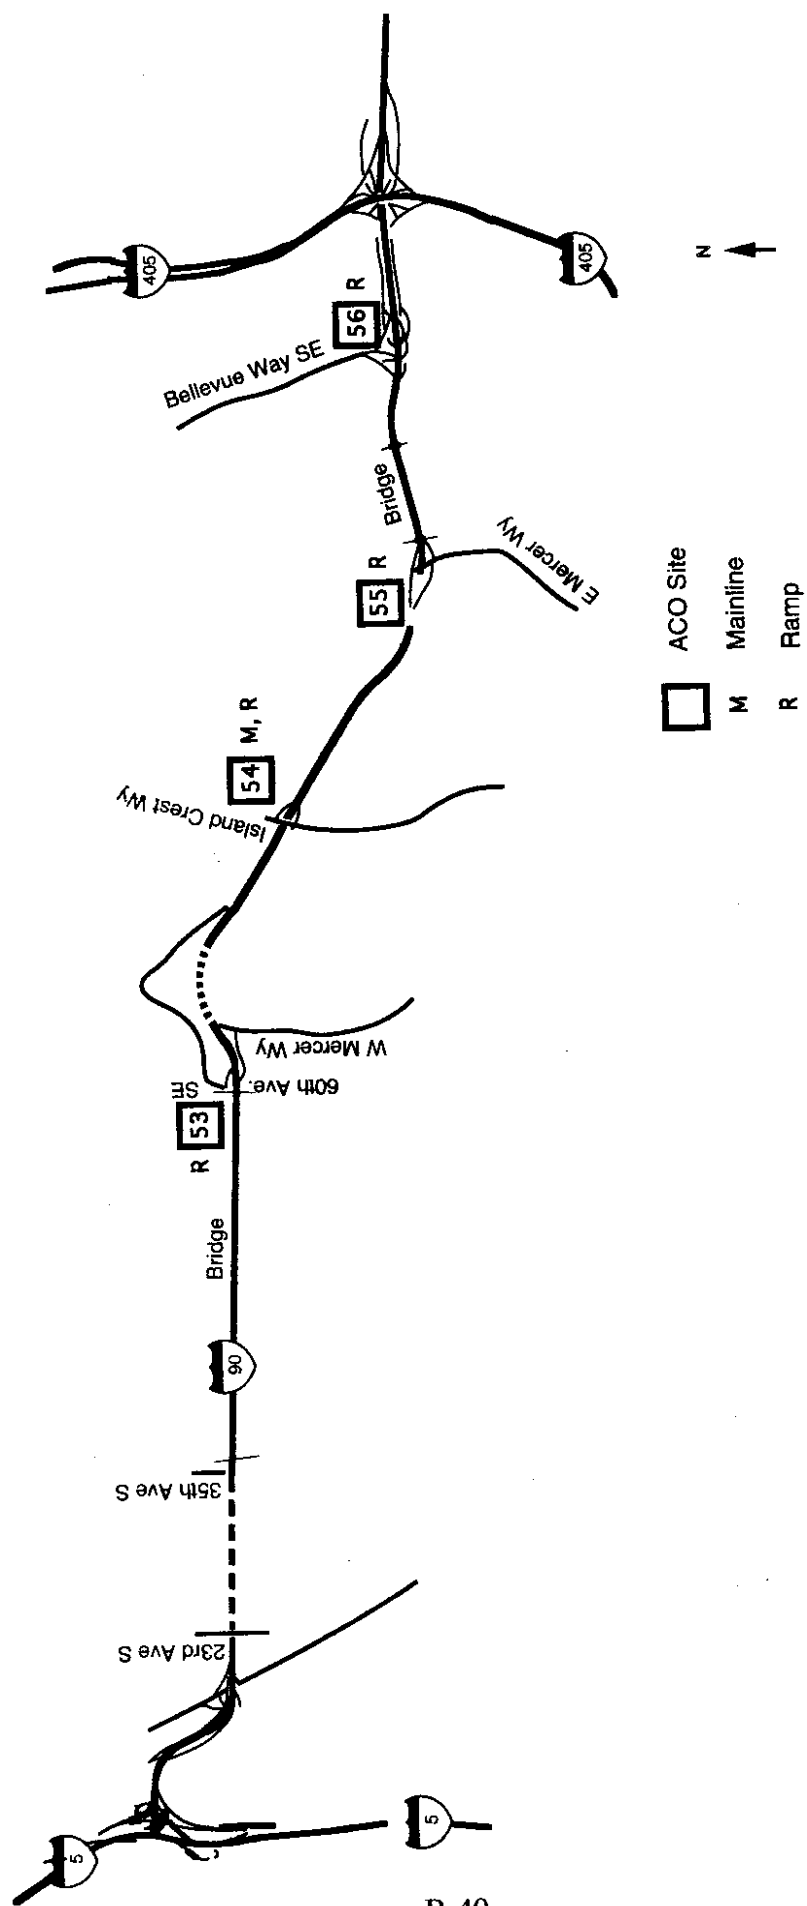 405
405
N
56 R
Bellevue Way SE
Bridge
55 R
E Mercer Wy
ACO Site
M Mainline
R Ramp
54 M, R
Island Crest Wy
W Mercer Wy
60th Ave.
SE
R 53
Bridge
90
35th Ave S
23rd Ave S
5
5